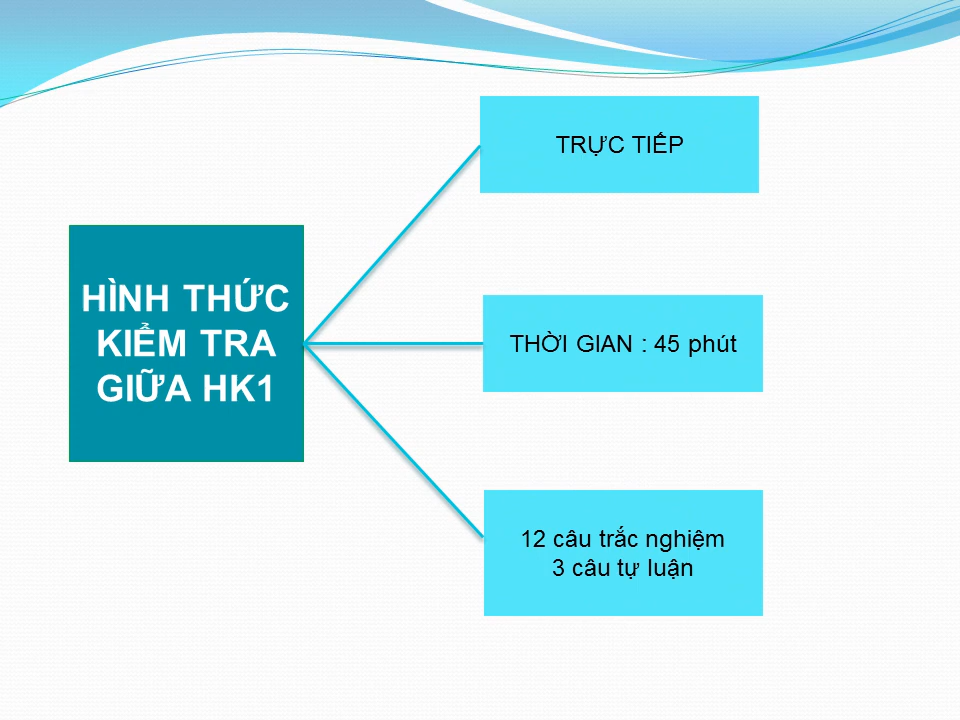 HÌNH THỨC
KIỂM TRA
GIỮA HK1
TRỰC TIẾP
THỜI GIAN : 45 phút
12 câu trắc nghiệm
3 câu tự luận